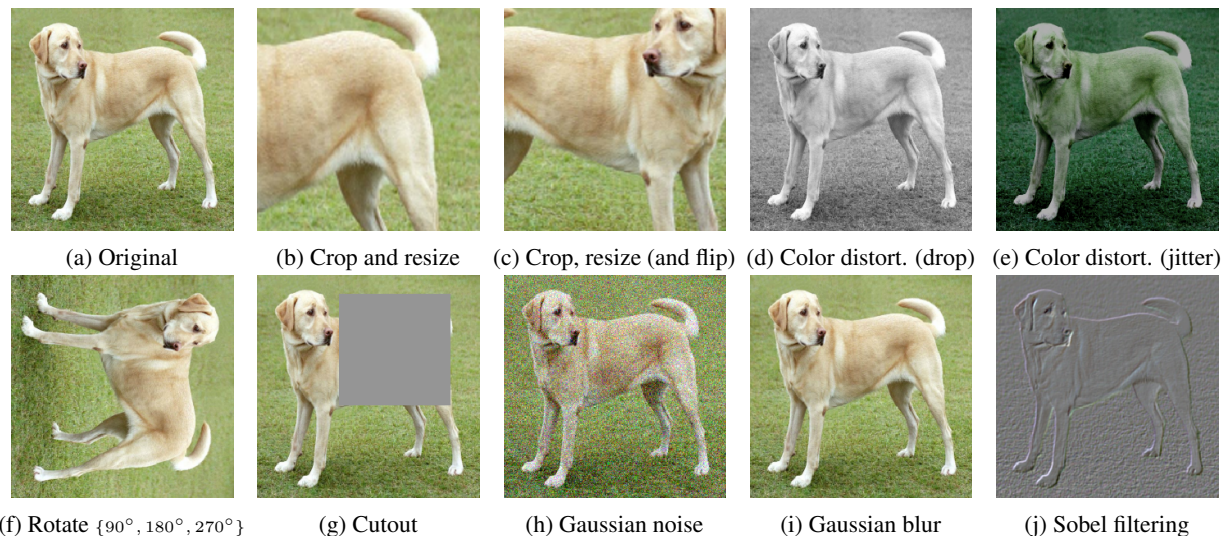 (a) Original
(b) Crop and resize
(c) Crop, resize (and flip)
(d) Color distort. (drop)
(e) Color distort. (jitter)
(f) Rotate {90°, 180°, 270°}
(g) Cutout
(h) Gaussian noise
(i) Gaussian blur
(j) Sobel filtering